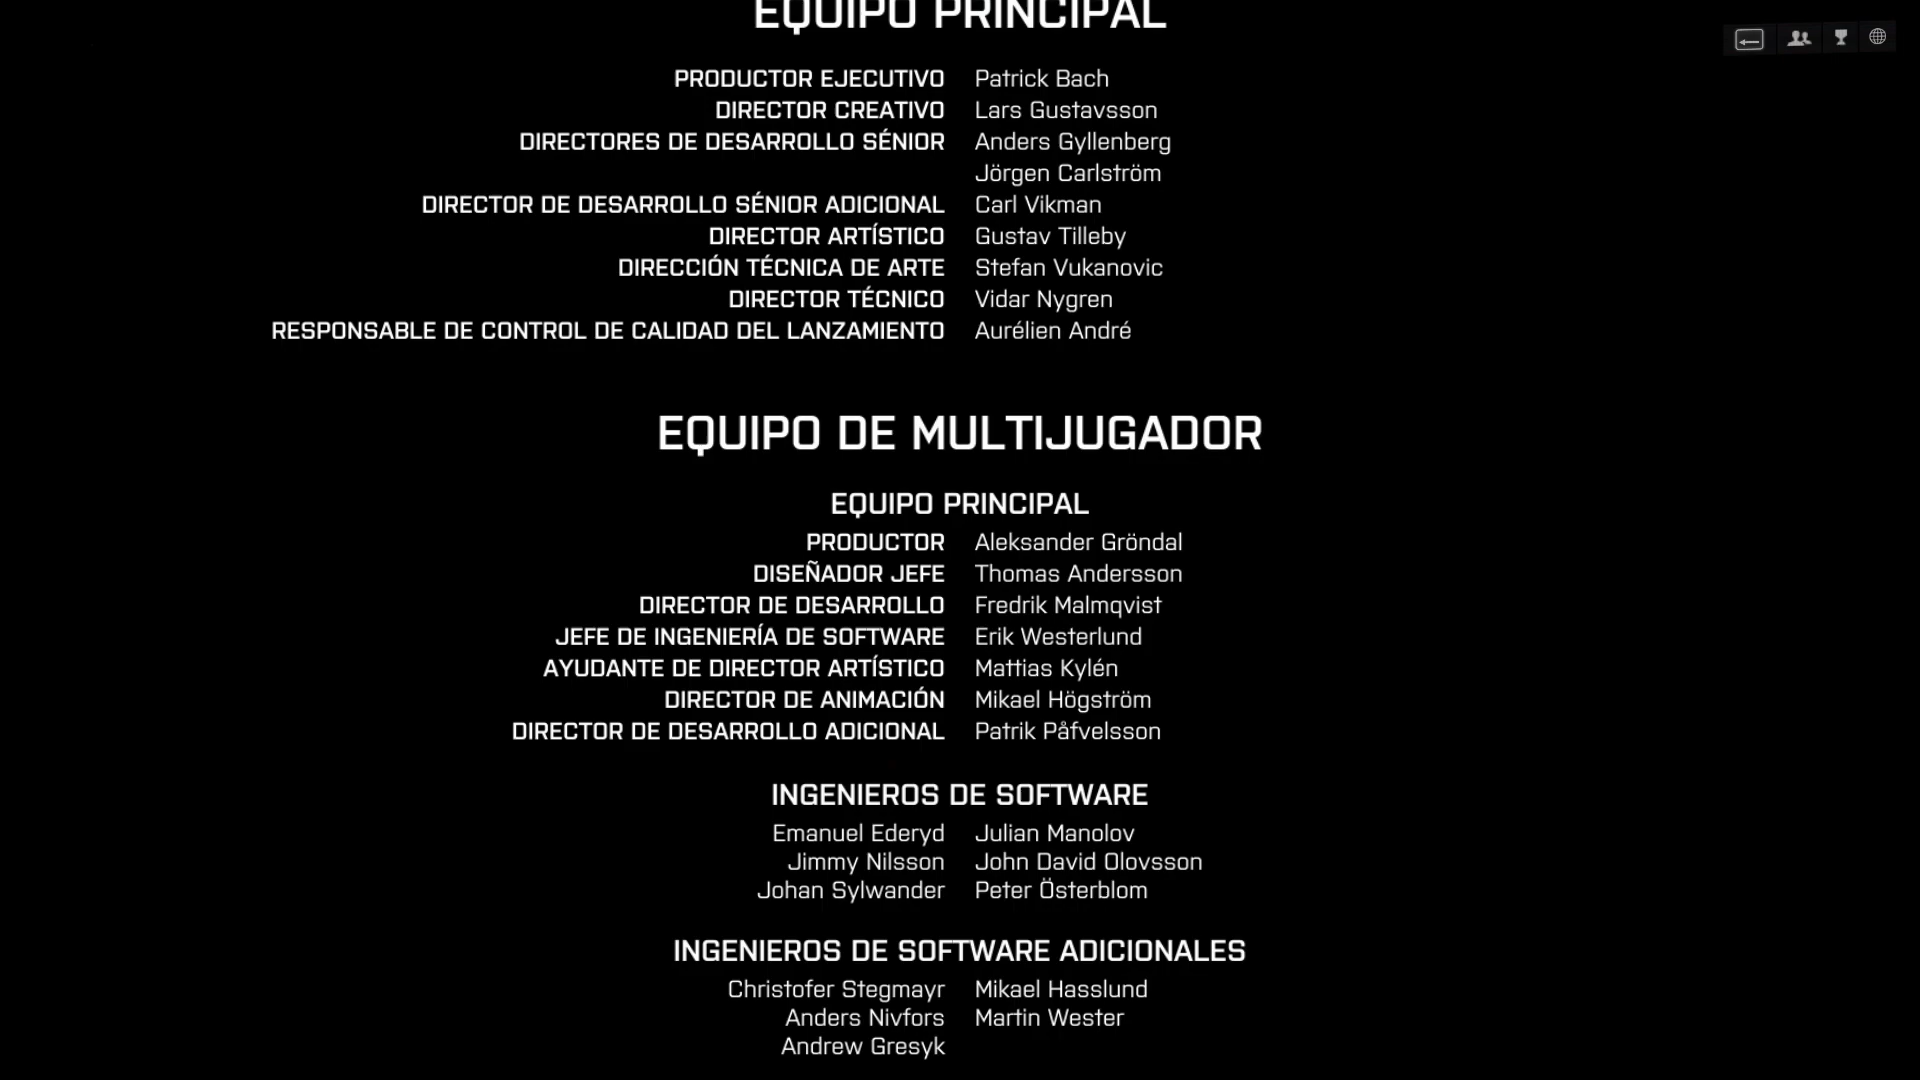 EQUIPO PRINCIPAL
PRODUCTOR EJECUTIVO Patrick Bach
DIRECTOR CREATIVO Lars Gustavsson
DIRECTORES DE DESARROLLO SÉNIOR Anders Gyllenberg
Jörgen Carlström
DIRECTOR DE DESARROLLO SÉNIOR ADICIONAL Carl Vikman
DIRECTOR ARTÍSTICO Gustav Tilleby
DIRECCIÓN TÉCNICA DE ARTE Stefan Vukanovic
DIRECTOR TÉCNICO Vidar Nygren
RESPONSABLE DE CONTROL DE CALIDAD DEL LANZAMIENTO Aurélien André
EQUIPO DE MULTIJUGADOR
EQUIPO PRINCIPAL
PRODUCTOR Aleksander Gröndal
DISEÑADOR JEFE Thomas Andersson
DIRECTOR DE DESARROLLO Fredrik Malmqvist
JEFE DE INGENIERÍA DE SOFTWARE Erik Westerlund
AYUDANTE DE DIRECTOR ARTÍSTICO Mattias Kylén
DIRECTOR DE ANIMACIÓN Mikael Högström
DIRECTOR DE DESARROLLO ADICIONAL Patrik Påfvelsson
INGENIEROS DE SOFTWARE
Emanuel Ederyd Julian Manolov
Jimmy Nilsson John David Olovsson
Johan Sylwander Peter Österblom
INGENIEROS DE SOFTWARE ADICIONALES
Christofer Stegmayr Mikael Hasslund
Anders Nivfors Martin Wester
Andrew Gresyk